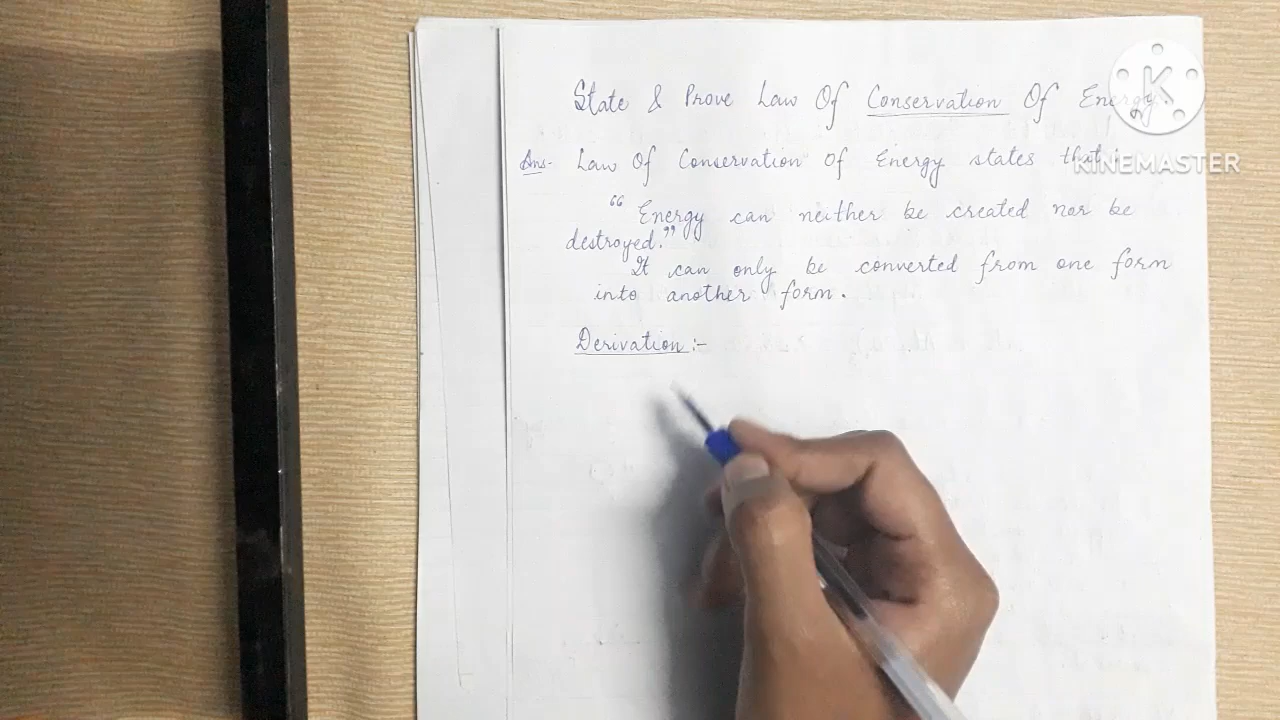 State & Prove Law Of Conservation Of Energy.
Ans- Law Of Conservation Of Energy states that :
KINEMASTER
“ Energy can neither be created nor be
destroyed.”
It can only be converted from one form
into another form.
Derivation :-